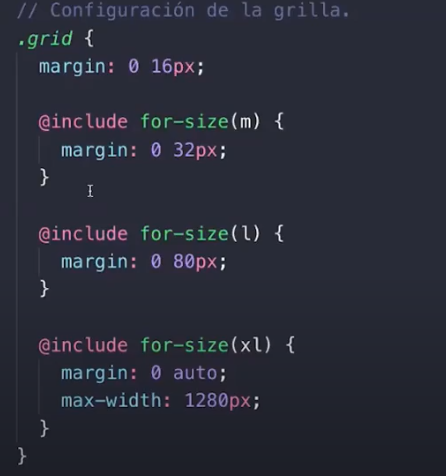 // Configuración de la grilla.
.grid {
  margin: 0 16px;

  @include for-size(m) {
    margin: 0 32px;
  }

  @include for-size(l) {
    margin: 0 80px;
  }

  @include for-size(xl) {
    margin: 0 auto;
    max-width: 1280px;
  }
}